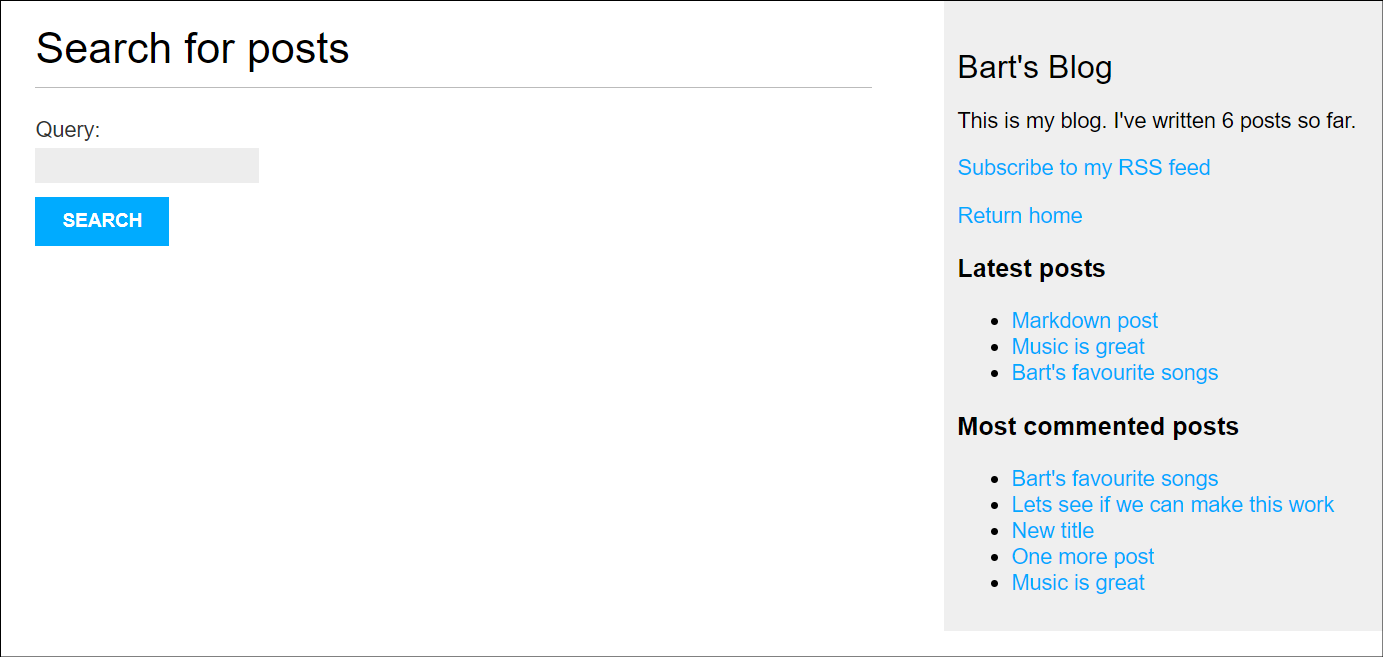 Search for posts
Query:
SEARCH
Bart's Blog
This is my blog. I've written 6 posts so far.
Subscribe to my RSS feed
Return home
Latest posts
Markdown post
Music is great
Bart's favourite songs
Most commented posts
Bart's favourite songs
Lets see if we can make this work
New title
One more post
Music is great